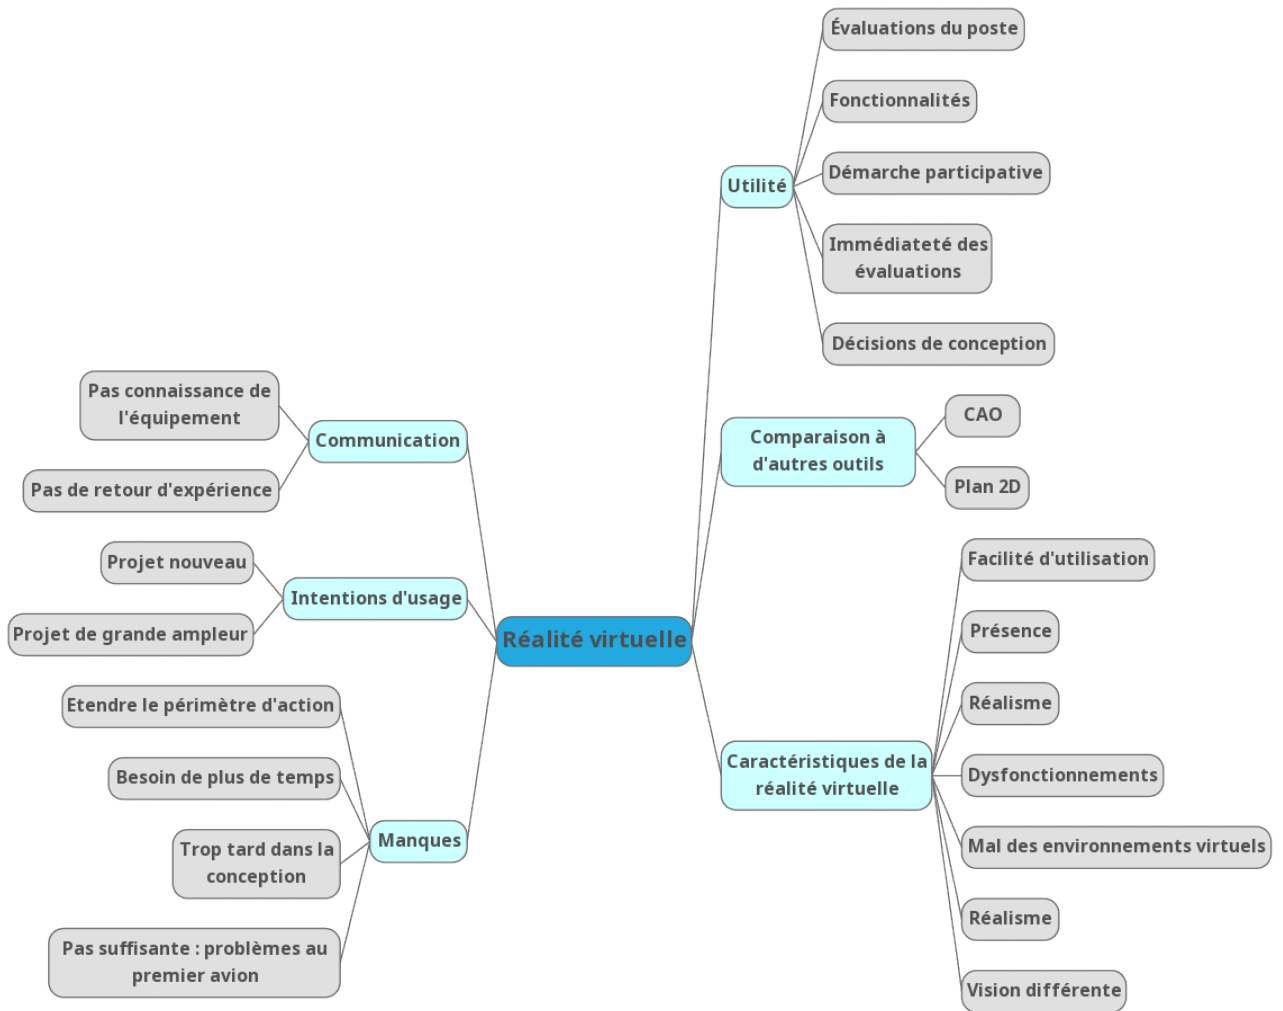 Réalité virtuelle
Utilité
Évaluations du poste
Fonctionnalités
Démarche participative
Immédiateté des
évaluations
Décisions de conception
Comparaison à
d'autres outils
CAO
Plan 2D
Caractéristiques de la
réalité virtuelle
Facilité d'utilisation
Présence
Réalisme
Dysfonctionnements
Mal des environnements virtuels
Réalisme
Vision différente
Communication
Pas connaissance de
l'équipement
Pas de retour d'expérience
Intentions d'usage
Projet nouveau
Projet de grande ampleur
Manques
Etendre le périmètre d'action
Besoin de plus de temps
Trop tard dans la
conception
Pas suffisante : problèmes au
premier avion